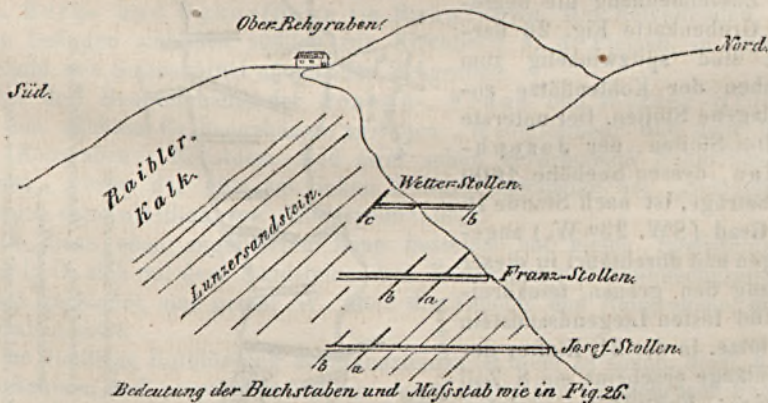 Ober Rehgraben.
Nord.
Süd.
Raibler-
Kalk.
Lunzersandstein.
Wetter-Stollen.
c b
Franz-Stollen.
b a
Josef-Stollen.
b a
Bedeutung der Buchstaben und Maſsstab wie in Fig. 26.